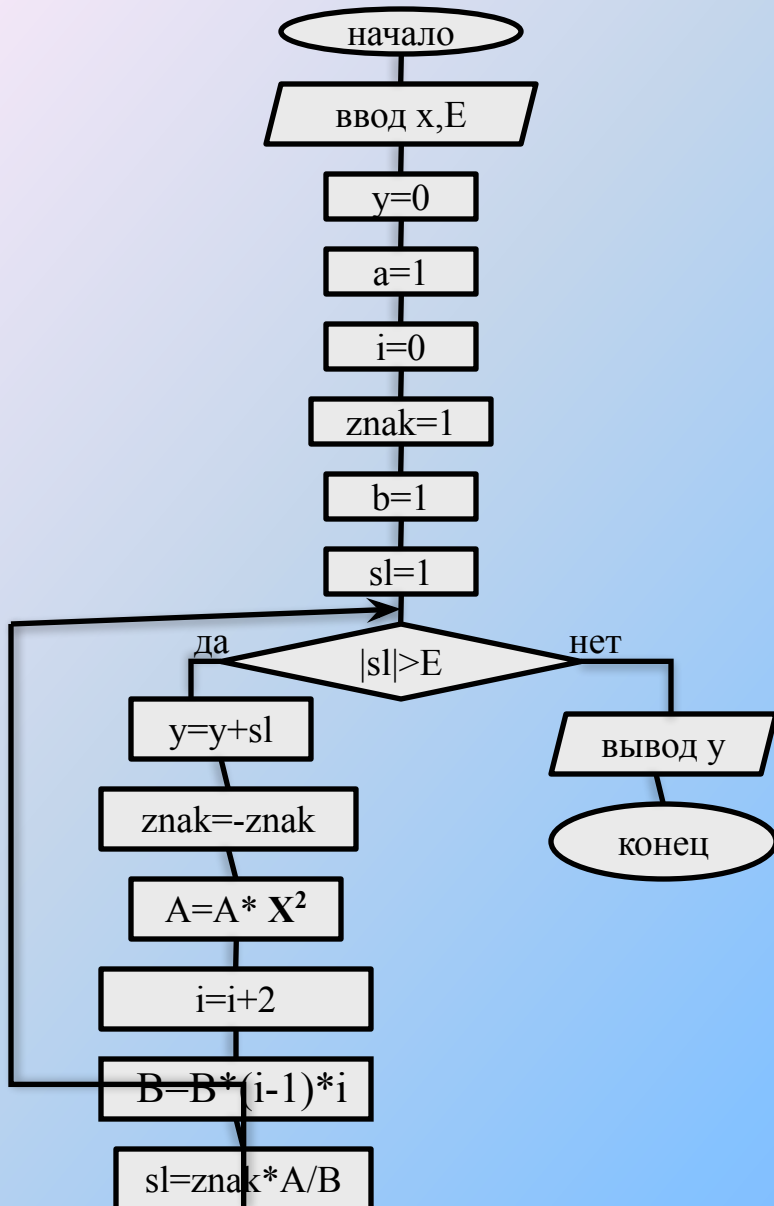 начало
ввод x,E
y=0
a=1
i=0
znak=1
b=1
sl=1
да
|sl|>E
нет
y=y+sl
вывод y
znak=-znak
конец
A=A* X²
i=i+2
B=B*(i-1)*i
sl=znak*A/B